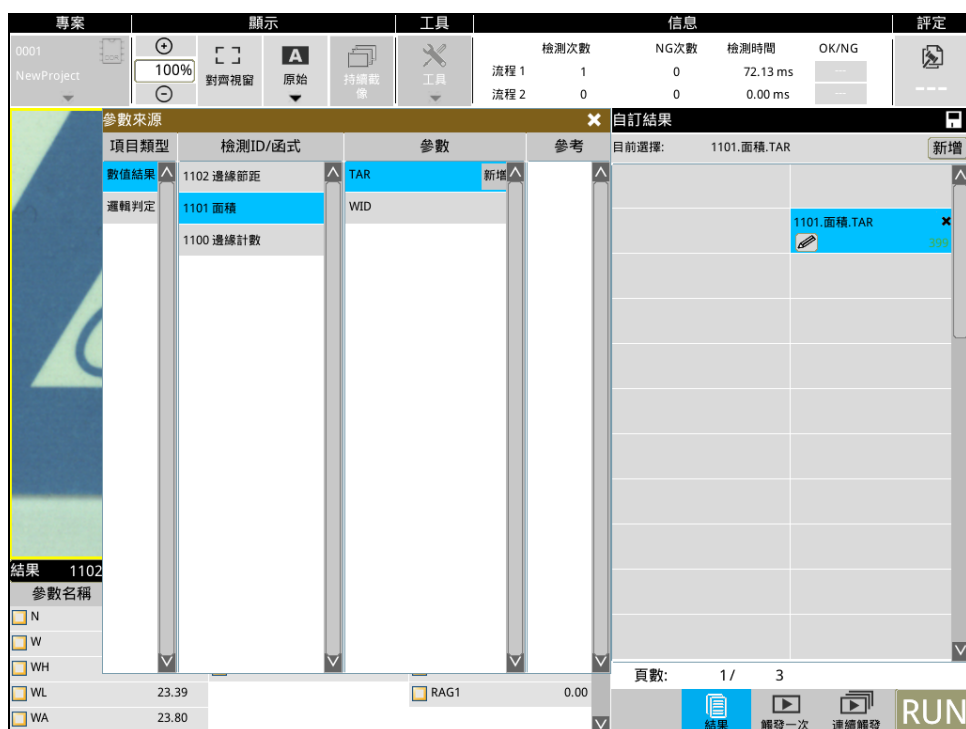 專案 顯示 工具 信息 評定
0001
NewProject
100%
對齊視窗
A
原始
持續截像
工具
檢測次數 NG次數 檢測時間 OK/NG
流程 1 1 0 72.13 ms
流程 2 0 0 0.00 ms
參數來源
項目類型 檢測ID/函式 參數 參考
數值結果 1102 邊緣節距 TAR 新增
邏輯判定 1101 面積 WID
1100 邊緣計數
自訂結果
目前選擇: 1101.面積.TAR 新增
1101.面積.TAR
399
結果 1102
參數名稱
N
W
WH
WL 23.39 RAG1 0.00
WA 23.80
頁數: 1/ 3
結果 觸發一次 連續觸發 RUN